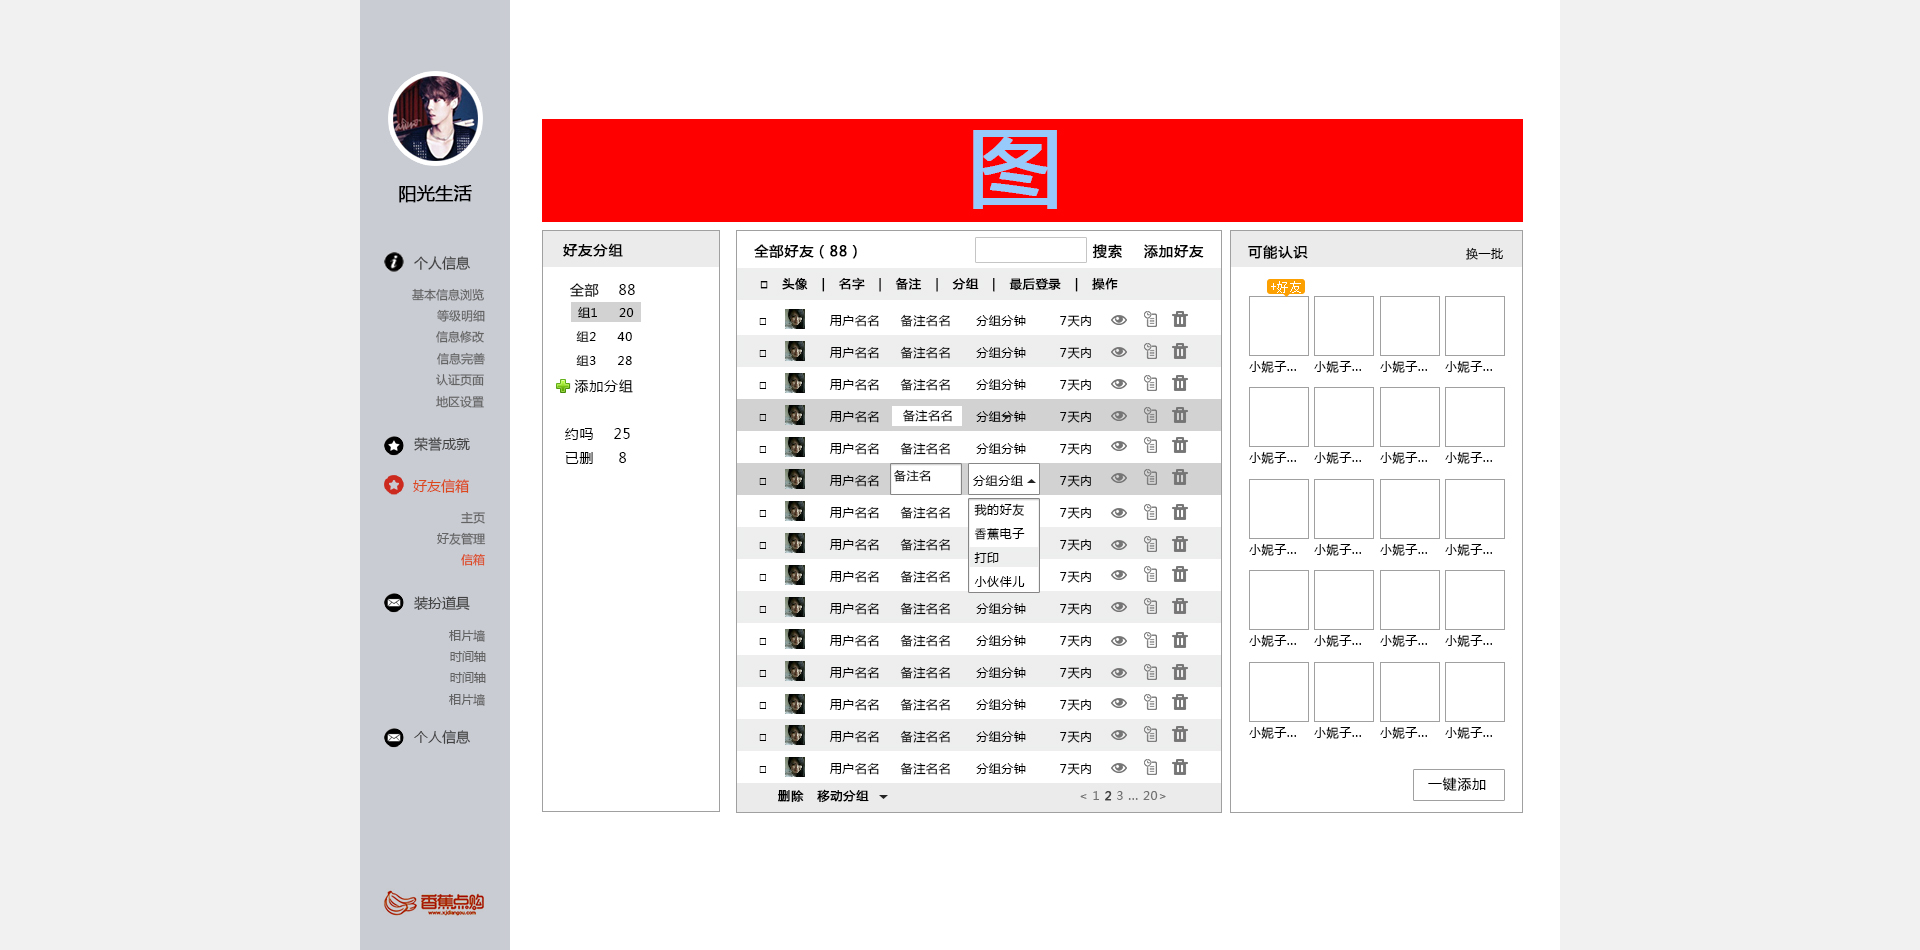 阳光生活
个人信息
基本信息浏览
等级明细
信息修改
信息完善
认证页面
地区设置
荣誉成就
好友信箱
主页
好友管理
信箱
装扮道具
相片墙
时间轴
时间轴
相片墙
个人信息
香蕉点购
www.xjdiangou.com
图
好友分组
全部 88
组1 20
组2 40
组3 28
添加分组
约吗 25
已删 8
全部好友 ( 88 ) 搜索 添加好友
头像 | 名字 | 备注 | 分组 | 最后登录 | 操作
用户名名 备注名名 分组分钟 7天内
用户名名 备注名名 分组分钟 7天内
用户名名 备注名名 分组分钟 7天内
用户名名 备注名名 分组分钟 7天内
用户名名 备注名名 分组分钟 7天内
用户名名 备注名 分组分组 7天内
用户名名 备注名名 我的好友 7天内
香蕉电子
用户名名 备注名名 打印 7天内
用户名名 备注名名 小伙伴儿 7天内
用户名名 备注名名 分组分钟 7天内
用户名名 备注名名 分组分钟 7天内
用户名名 备注名名 分组分钟 7天内
用户名名 备注名名 分组分钟 7天内
用户名名 备注名名 分组分钟 7天内
用户名名 备注名名 分组分钟 7天内
删除 移动分组 < 1 2 3 ... 20>
可能认识 换一批
+好友
小妮子... 小妮子... 小妮子... 小妮子...
小妮子... 小妮子... 小妮子... 小妮子...
小妮子... 小妮子... 小妮子... 小妮子...
小妮子... 小妮子... 小妮子... 小妮子...
小妮子... 小妮子... 小妮子... 小妮子...
一键添加